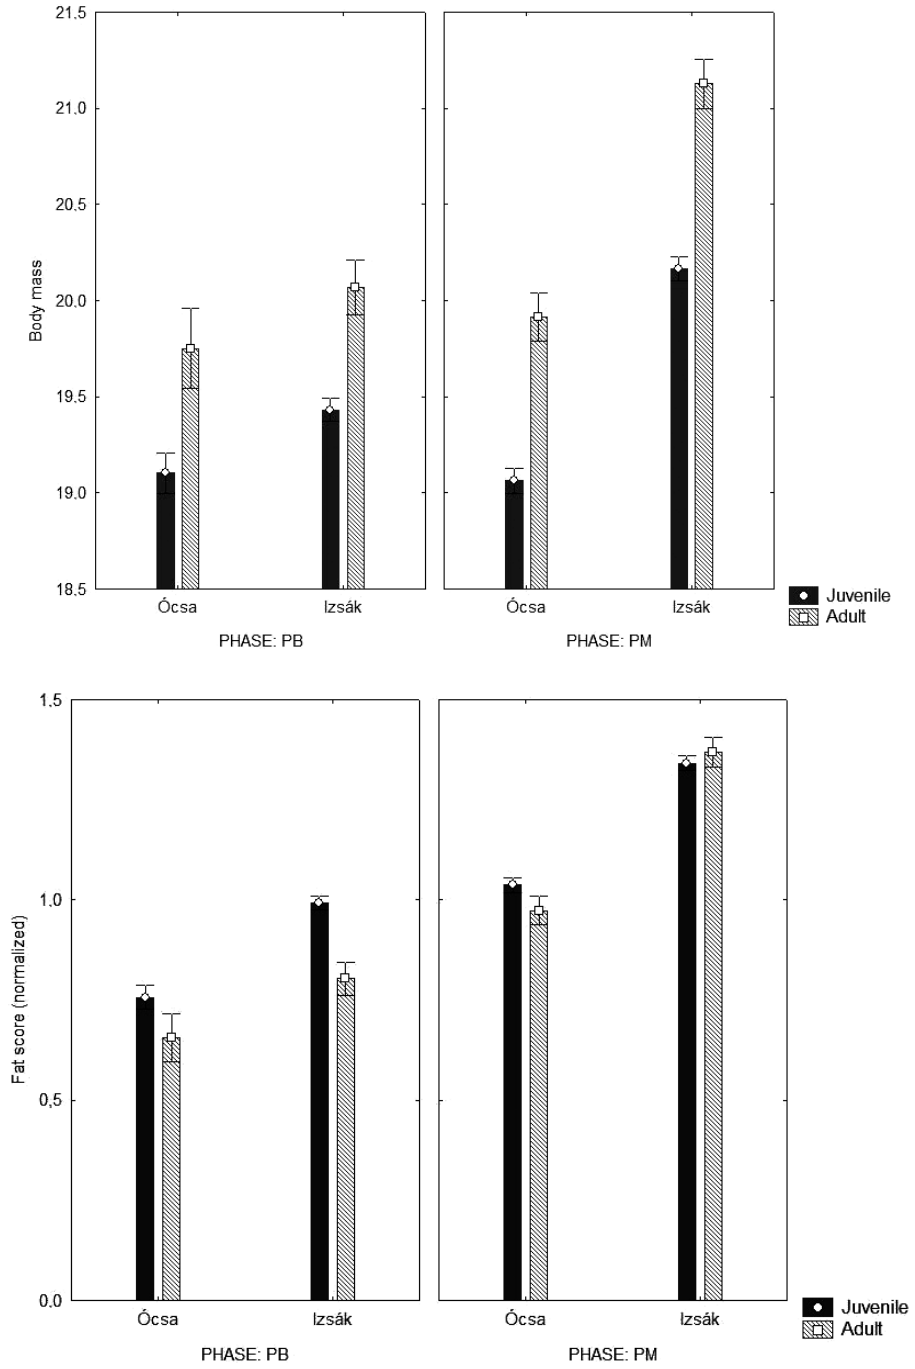 21.5
21.0
20.5
20.0
19.5
19.0
18.5
Body mass
Ócsa Izsák Ócsa Izsák
PHASE: PB PHASE: PM
Juvenile
Adult
1.5
1.0
0,5
0.0
Fat score (normalized)
Ócsa Izsák Ócsa Izsák
PHASE: PB PHASE: PM
Juvenile
Adult